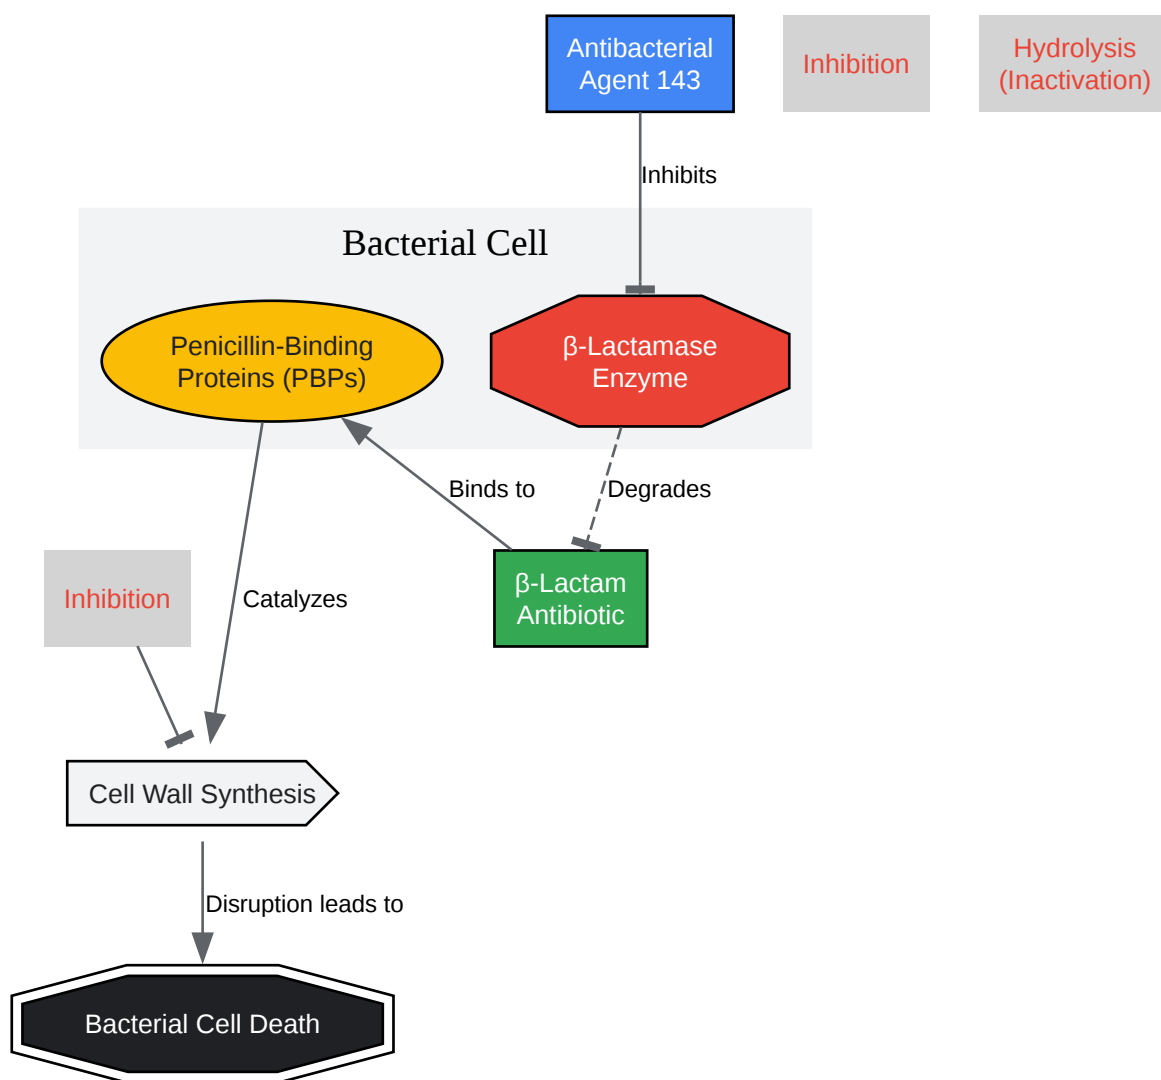 Antibacterial
Agent 143
Inhibition
Hydrolysis
(Inactivation)
Inhibits
Bacterial Cell
Penicillin-Binding
Proteins (PBPs)
β-Lactamase
Enzyme
Binds to
Degrades
β-Lactam
Antibiotic
Inhibition
Catalyzes
Cell Wall Synthesis
Disruption leads to
Bacterial Cell Death